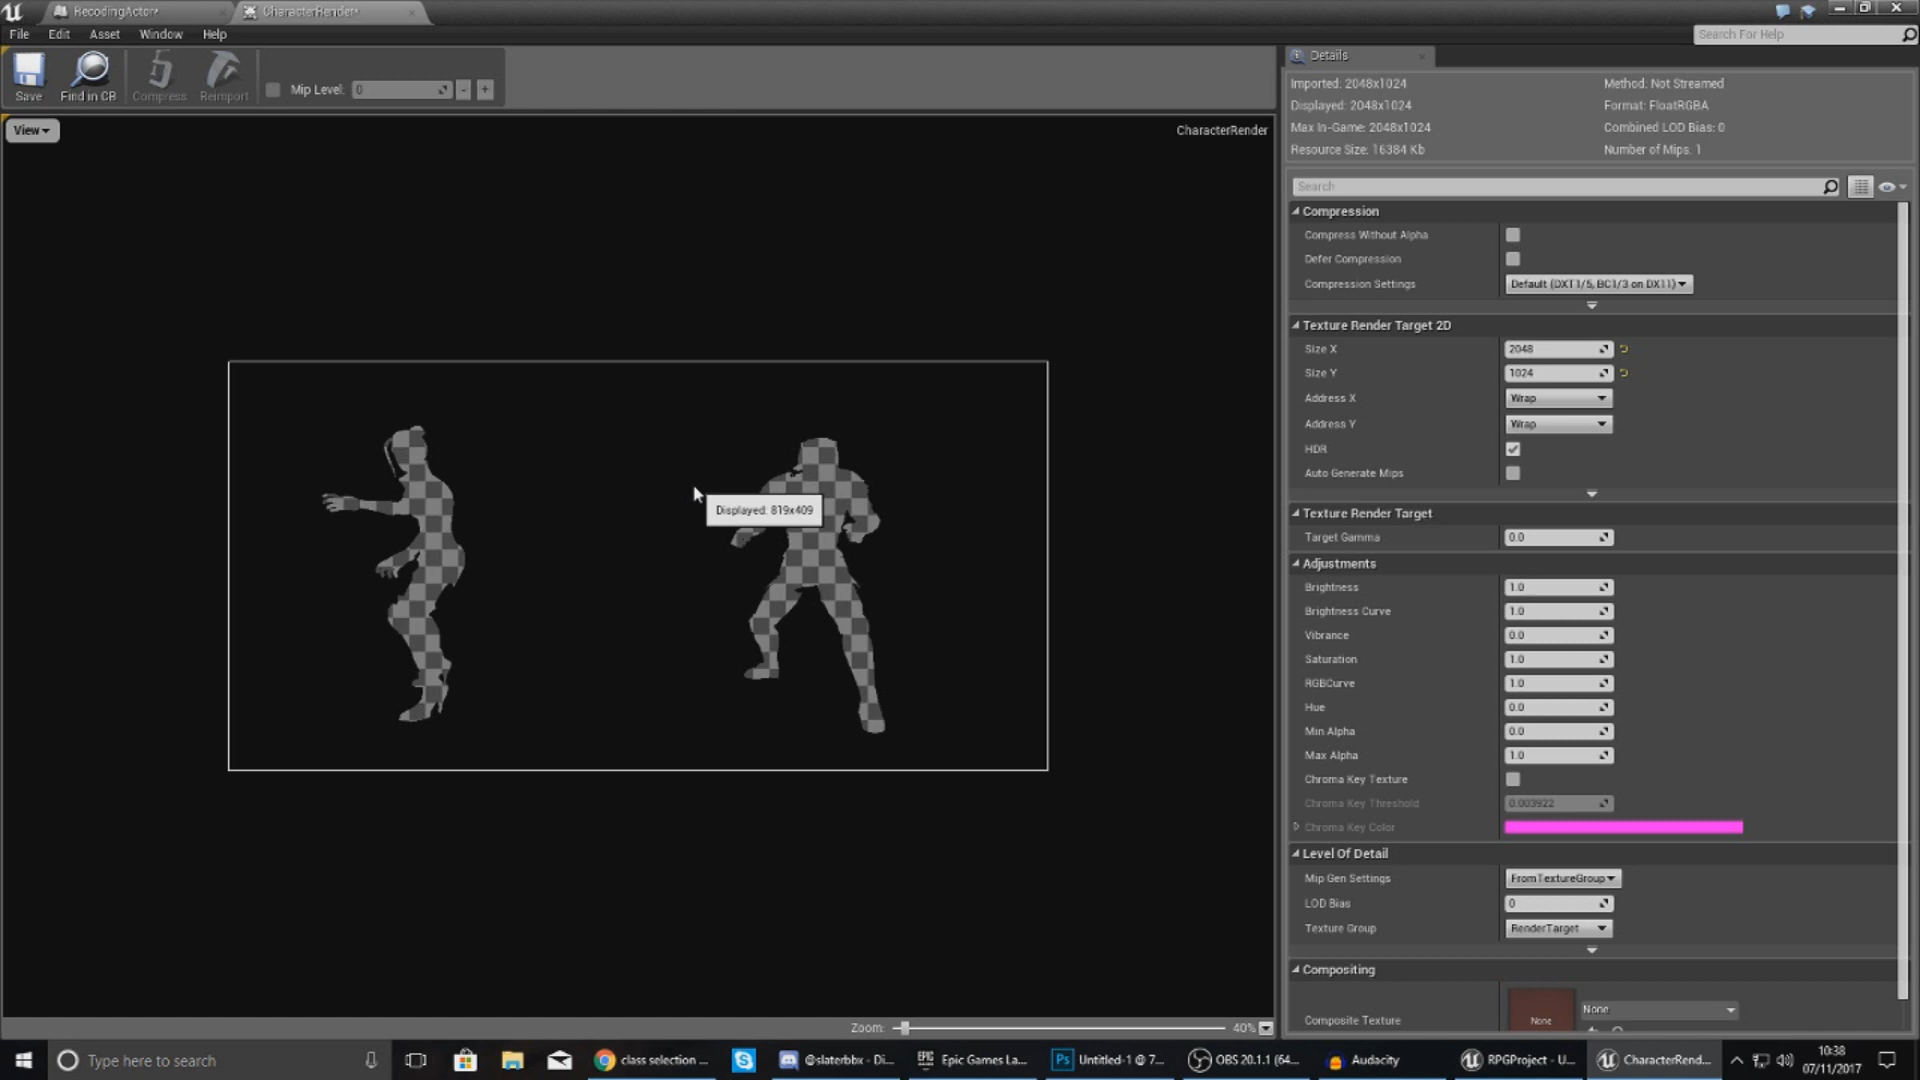 RecodingActor*
CharacterRender*
File Edit Asset Window Help
Search For Help
Save
Find in CB
Compress
Reimport
Mip Level: 0
- +
View
CharacterRender
Displayed: 819x409
Zoom: 40%
Details
Imported: 2048x1024
Method: Not Streamed
Displayed: 2048x1024
Format: FloatRGBA
Max In-Game: 2048x1024
Combined LOD Bias: 0
Resource Size: 16384 Kb
Number of Mips: 1
Search
Compression
Compress Without Alpha
Defer Compression
Compression Settings Default (DXT1/5, BC1/3 on DX11)
Texture Render Target 2D
Size X 2048
Size Y 1024
Address X Wrap
Address Y Wrap
HDR
Auto Generate Mips
Texture Render Target
Target Gamma 0.0
Adjustments
Brightness 1.0
Brightness Curve 1.0
Vibrance 0.0
Saturation 1.0
RGBCurve 1.0
Hue 0.0
Min Alpha 0.0
Max Alpha 1.0
Chroma Key Texture
Chroma Key Threshold 0.003922
Chroma Key Color
Level Of Detail
Mip Gen Settings FromTextureGroup
LOD Bias 0
Texture Group RenderTarget
Compositing
Composite Texture None None
Type here to search
class selection ...
@slaterbbx - Di...
EPIC GAMES Epic Games La...
Ps Untitled-1 @ 7...
OBS 20.1.1 (64...
Audacity
RPGProject - U...
CharacterRend...
10:38
07/11/2017